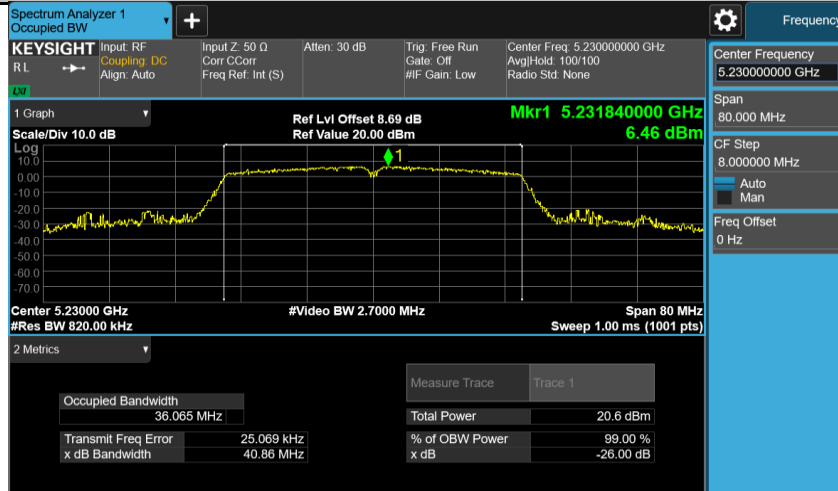 Spectrum Analyzer 1
Occupied BW
Frequency
KEYSIGHT
R L
LXI
Input: RF
Coupling: DC
Align: Auto
Input Z: 50 Ω
Corr CCorr
Freq Ref: Int (S)
Atten: 30 dB
Trig: Free Run
Gate: Off
#IF Gain: Low
Center Freq: 5.230000000 GHz
Avg|Hold: 100/100
Radio Std: None
Center Frequency
5.230000000 GHz
Span
80.000 MHz
CF Step
8.000000 MHz
Auto
Man
Freq Offset
0 Hz
1 Graph
Scale/Div 10.0 dB
Ref Lvl Offset 8.69 dB
Ref Value 20.00 dBm
Mkr1 5.231840000 GHz
6.46 dBm
Log
10.0
0.00
-10.0
-20.0
-30.0
-40.0
-50.0
-60.0
-70.0
1
Center 5.23000 GHz
#Res BW 820.00 kHz
#Video BW 2.7000 MHz
Span 80 MHz
Sweep 1.00 ms (1001 pts)
2 Metrics
Measure Trace Trace 1
Occupied Bandwidth
36.065 MHz
Total Power 20.6 dBm
Transmit Freq Error 25.069 kHz
% of OBW Power 99.00 %
x dB Bandwidth 40.86 MHz
x dB -26.00 dB